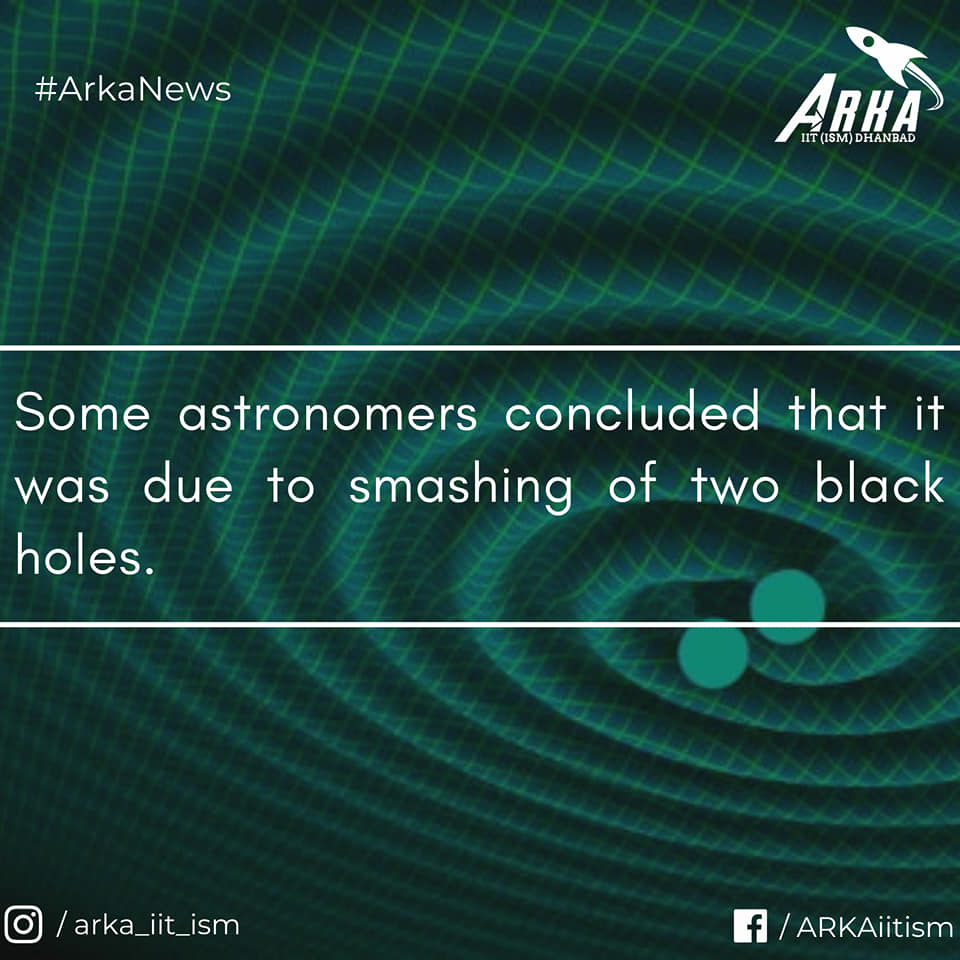 #ArkaNews
ARKA
IIT (ISM) DHANBAD
Some astronomers concluded that it
was due to smashing of two black
holes.
/ arka_iit_ism
/ ARKAiitism